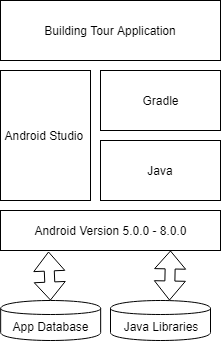 Building Tour Application
Android Studio
Gradle
Java
Android Version 5.0.0 - 8.0.0
App Database
Java Libraries